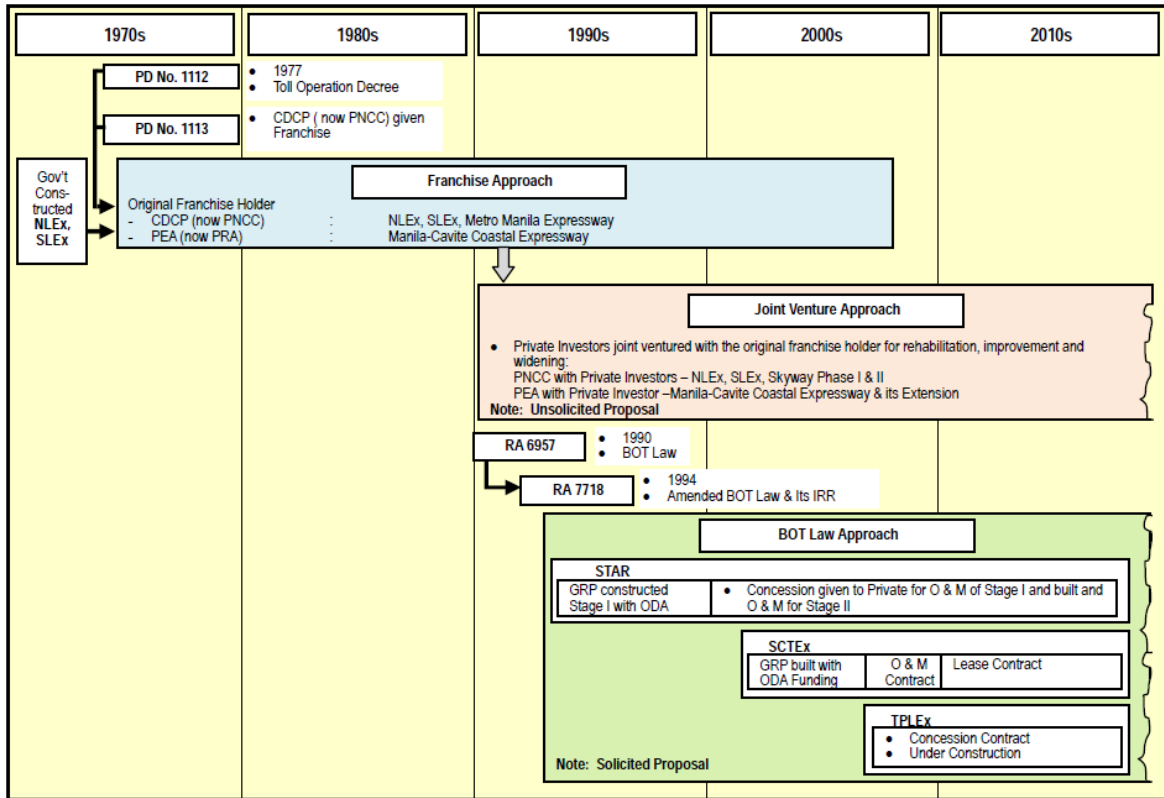 1970s
1980s
1990s
2000s
2010s
PD No. 1112
● 1977
● Toll Operation Decree
PD No. 1113
● CDCP ( now PNCC) given
Franchise
Gov't
Cons-
tructed
NLEx,
SLEx
Franchise Approach
Original Franchise Holder
- CDCP (now PNCC) : NLEx, SLEx, Metro Manila Expressway
- PEA (now PRA) : Manila-Cavite Coastal Expressway
Joint Venture Approach
● Private Investors joint ventured with the original franchise holder for rehabilitation, improvement and
widening:
PNCC with Private Investors – NLEx, SLEx, Skyway Phase I & II
PEA with Private Investor –Manila-Cavite Coastal Expressway & its Extension
Note: Unsolicited Proposal
RA 6957
● 1990
● BOT Law
RA 7718
● 1994
● Amended BOT Law & Its IRR
BOT Law Approach
STAR
GRP constructed
Stage I with ODA
● Concession given to Private for O & M of Stage I and built and
O & M for Stage II
SCTEx
GRP built with
ODA Funding
O & M
Contract
Lease Contract
TPLEx
● Concession Contract
● Under Construction
Note: Solicited Proposal